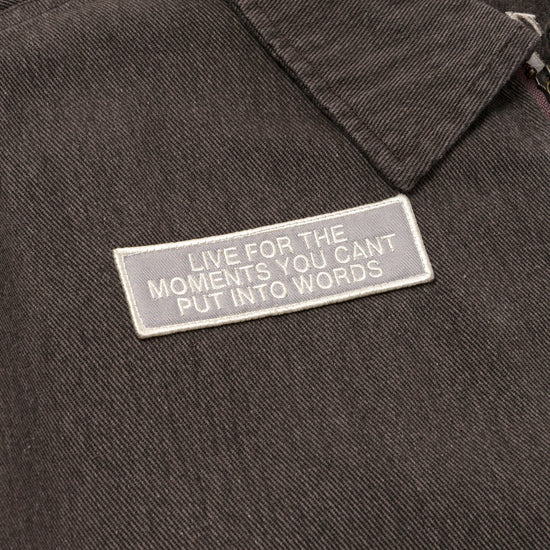 LIVE FOR THE
MOMENTS YOU CANT
PUT INTO WORDS